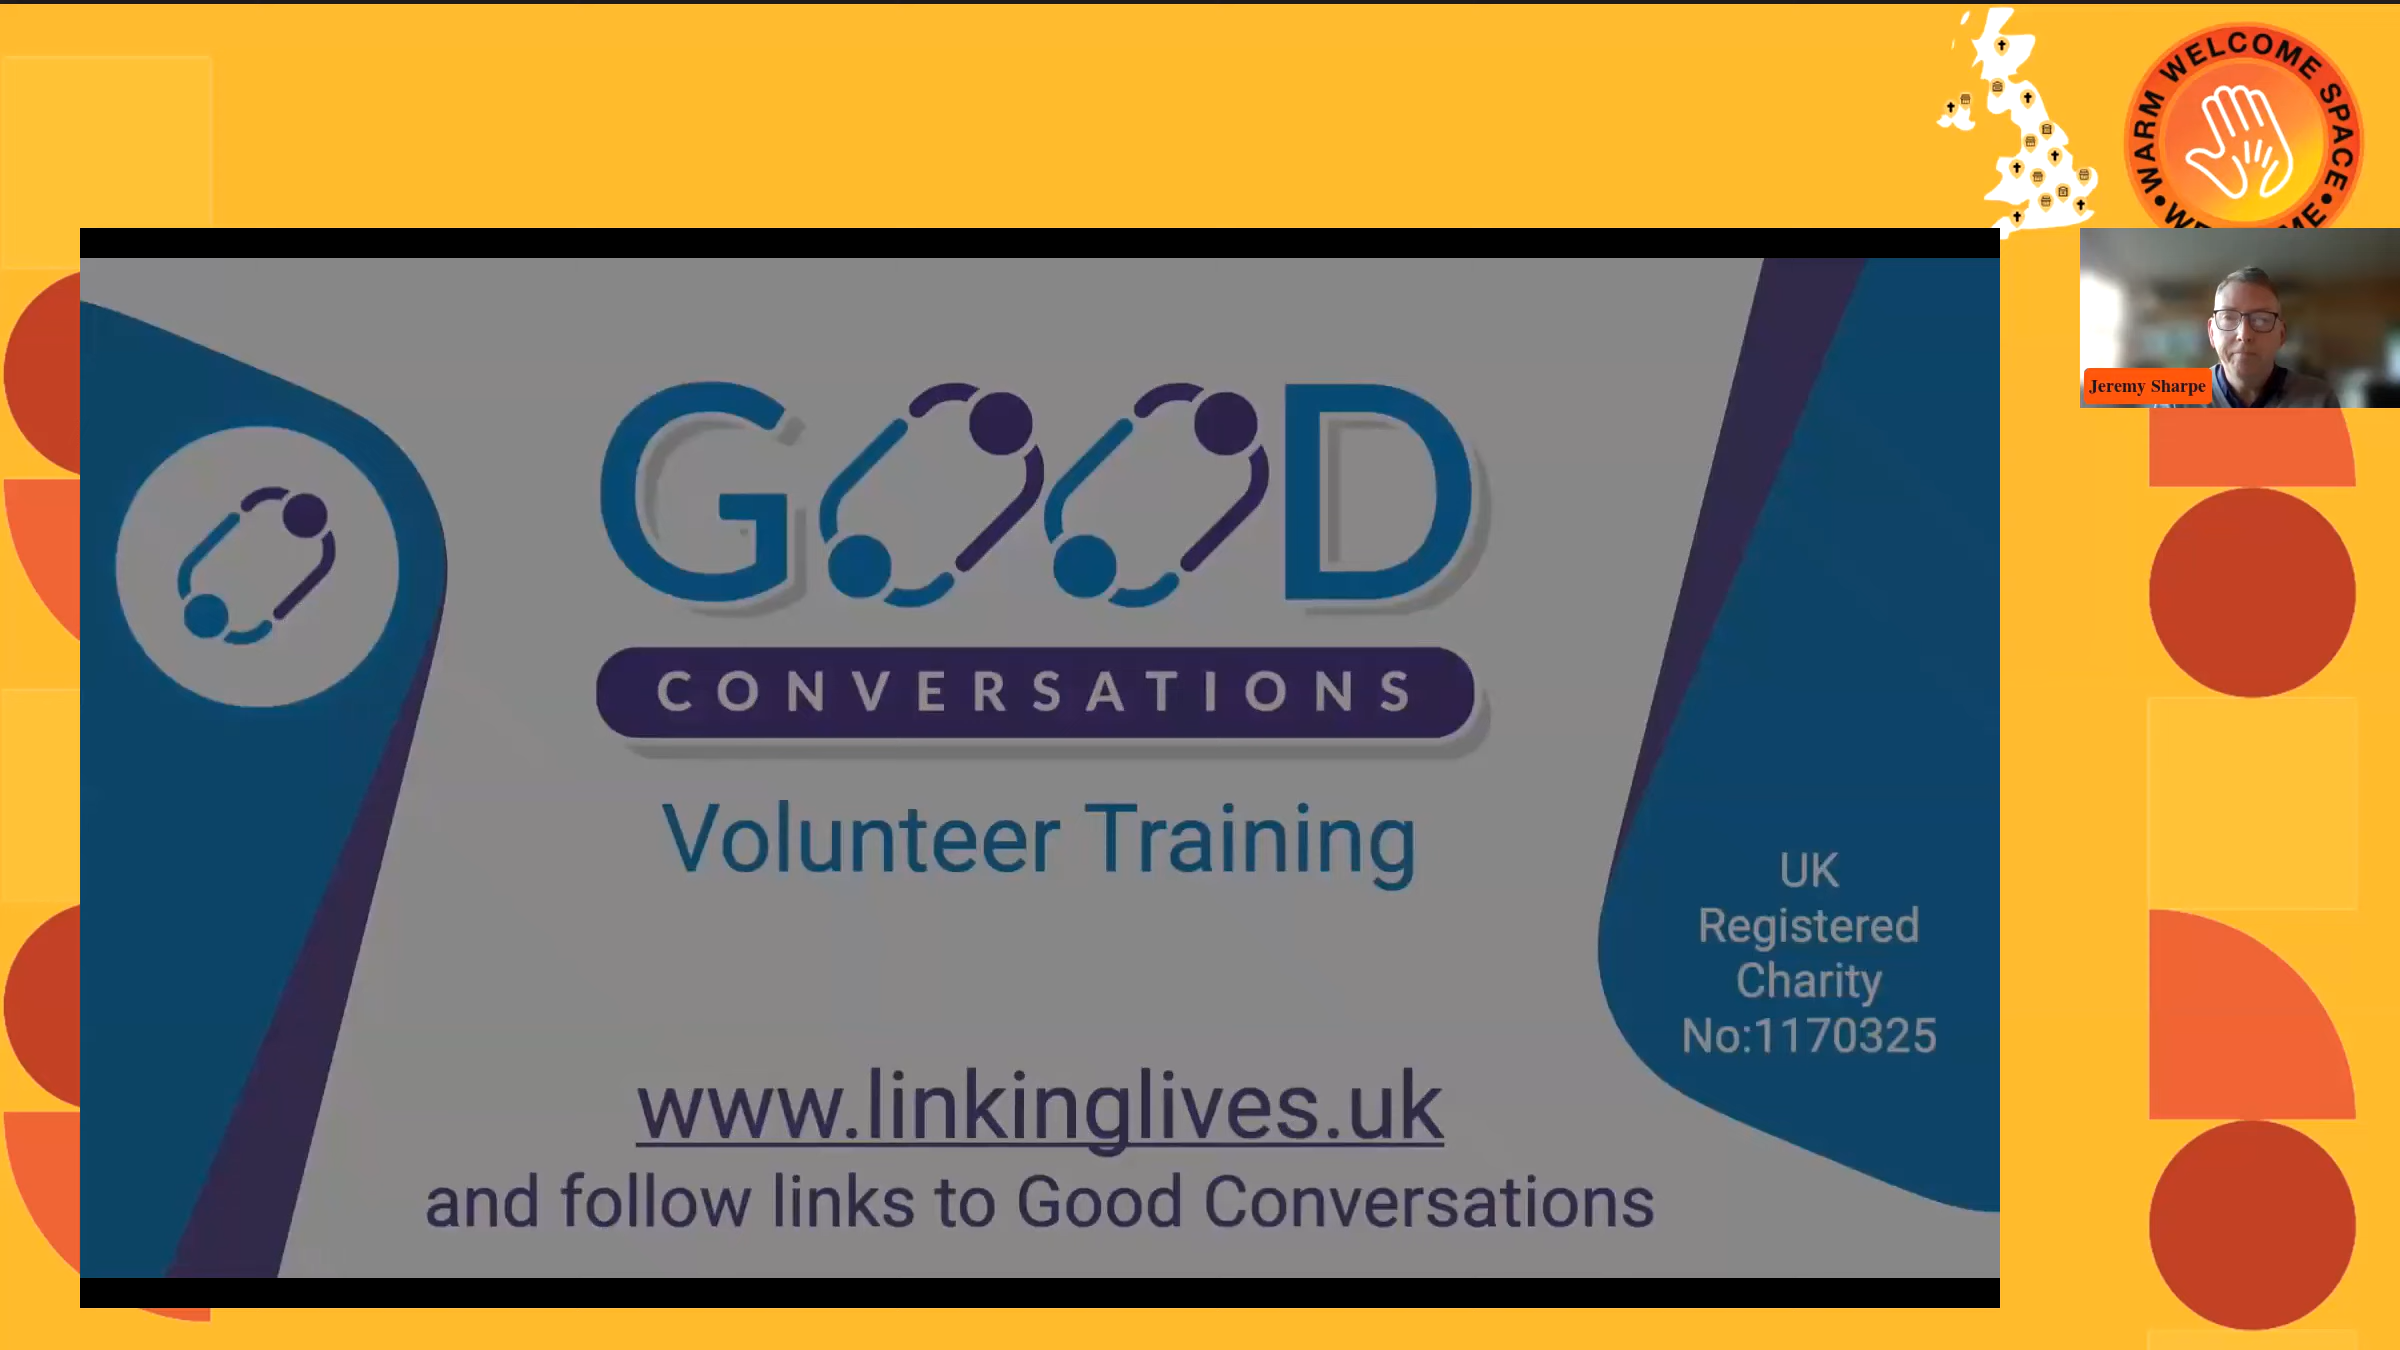 WARM WELCOME SPACE
GOOD
CONVERSATIONS
Volunteer Training
UK
Registered
Charity
No:1170325
www.linkinglives.uk
and follow links to Good Conversations
Jeremy Sharpe